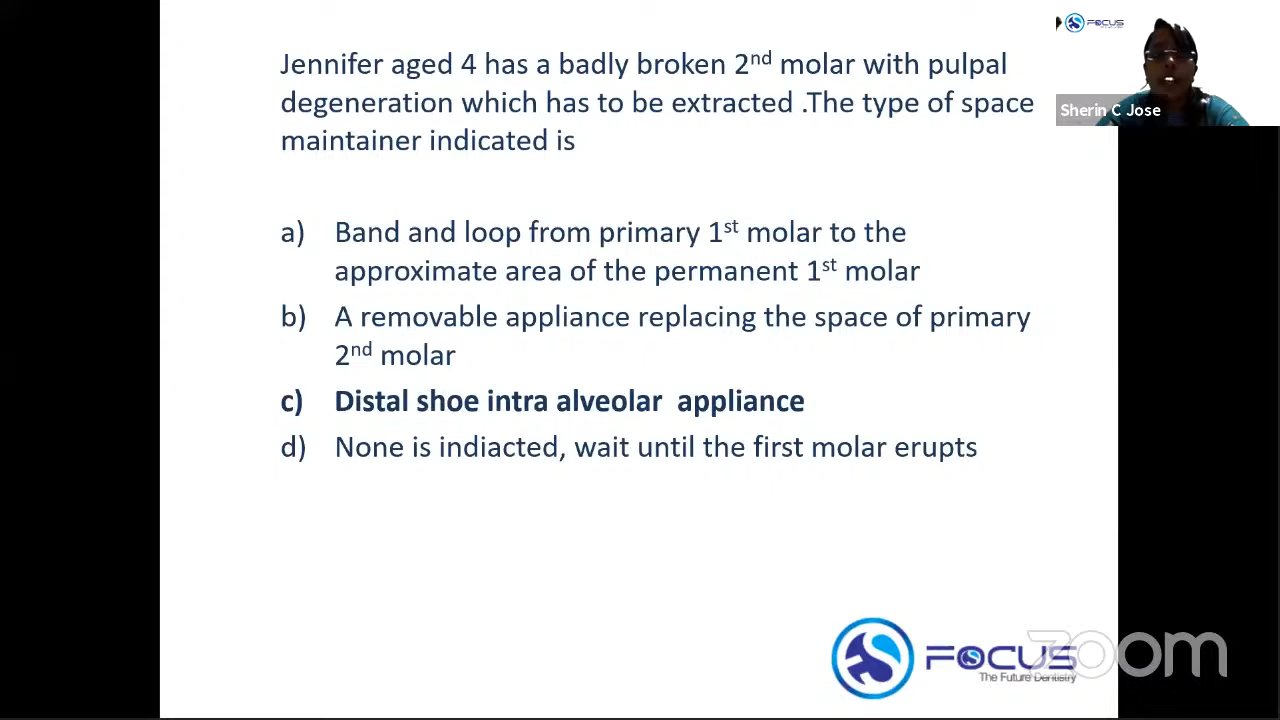 Jennifer aged 4 has a badly broken 2nd molar with pulpal
degeneration which has to be extracted .The type of space
maintainer indicated is
a) Band and loop from primary 1st molar to the
approximate area of the permanent 1st molar
b) A removable appliance replacing the space of primary
2nd molar
c) Distal shoe intra alveolar appliance
d) None is indiacted, wait until the first molar erupts
FOCUS
Sherin C Jose
FOCUS
The Future Dentistry
zoom